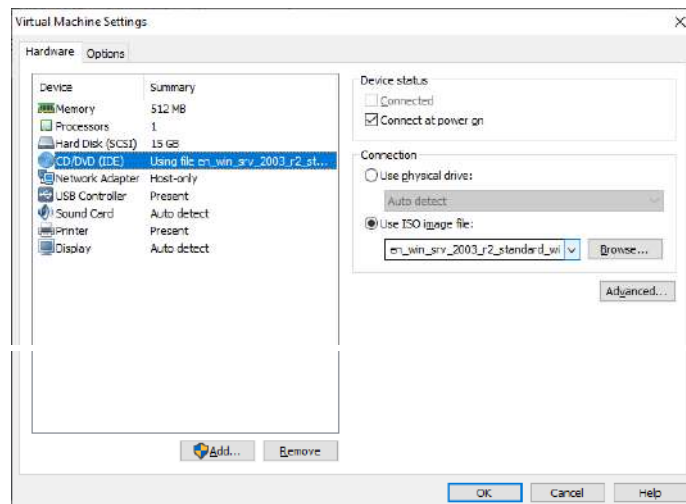 Virtual Machine Settings
Hardware Options
Device Summary
Memory 512 MB
Processors 1
Hard Disk (SCSI) 15 GB
CD/DVD (IDE) Using file en_win_srv_2003_r2_st...
Network Adapter Host-only
USB Controller Present
Sound Card Auto detect
Printer Present
Display Auto detect
Add... Remove
Device status
Connected
Connect at power on
Connection
Use physical drive:
Auto detect
Use ISO image file:
en_win_srv_2003_r2_standard_wi Browse...
Advanced...
OK Cancel Help